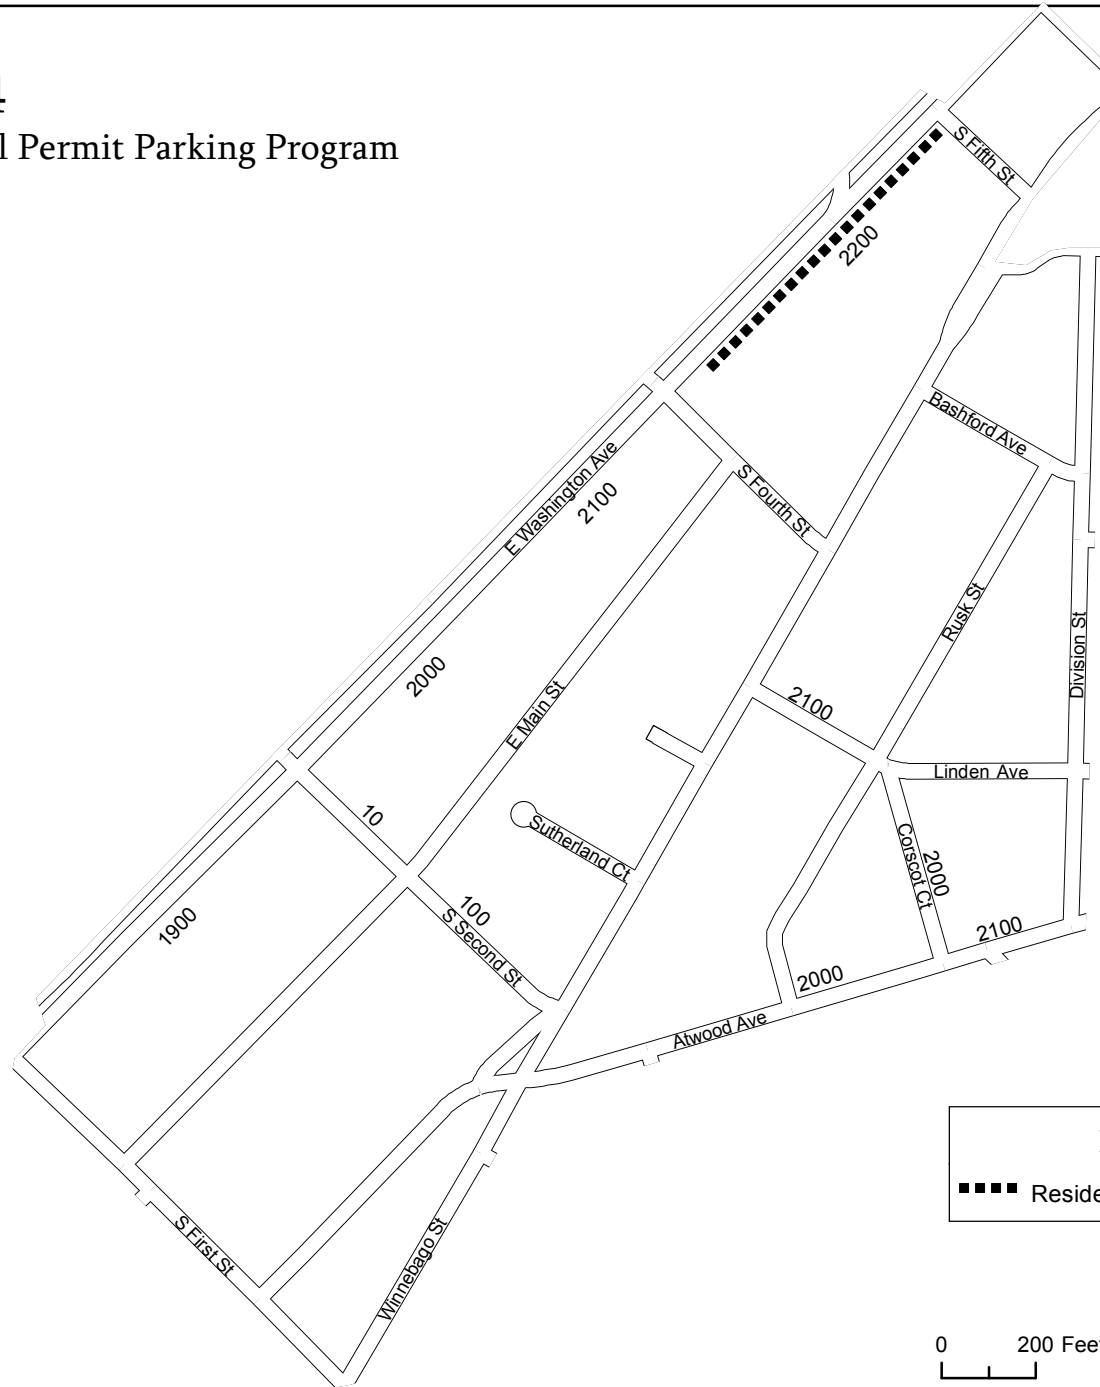 l Permit Parking Program
S Fifth St
2200
Bashford Ave
E Washington Ave
2100
S Fourth St
Rusk St
Division St
2000
E Main St
2100
Linden Ave
10
Sutherland Ct
Corscot Ct
2000
1900
100
S Second St
2100
2000
Atwood Ave
Reside
S First St
Winnebago St
0 200 Fee